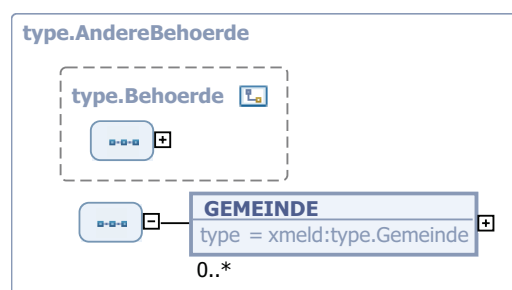 type.AndereBehoerde
type.Behoerde
GEMEINDE
type = xmeld:type.Gemeinde
0..*